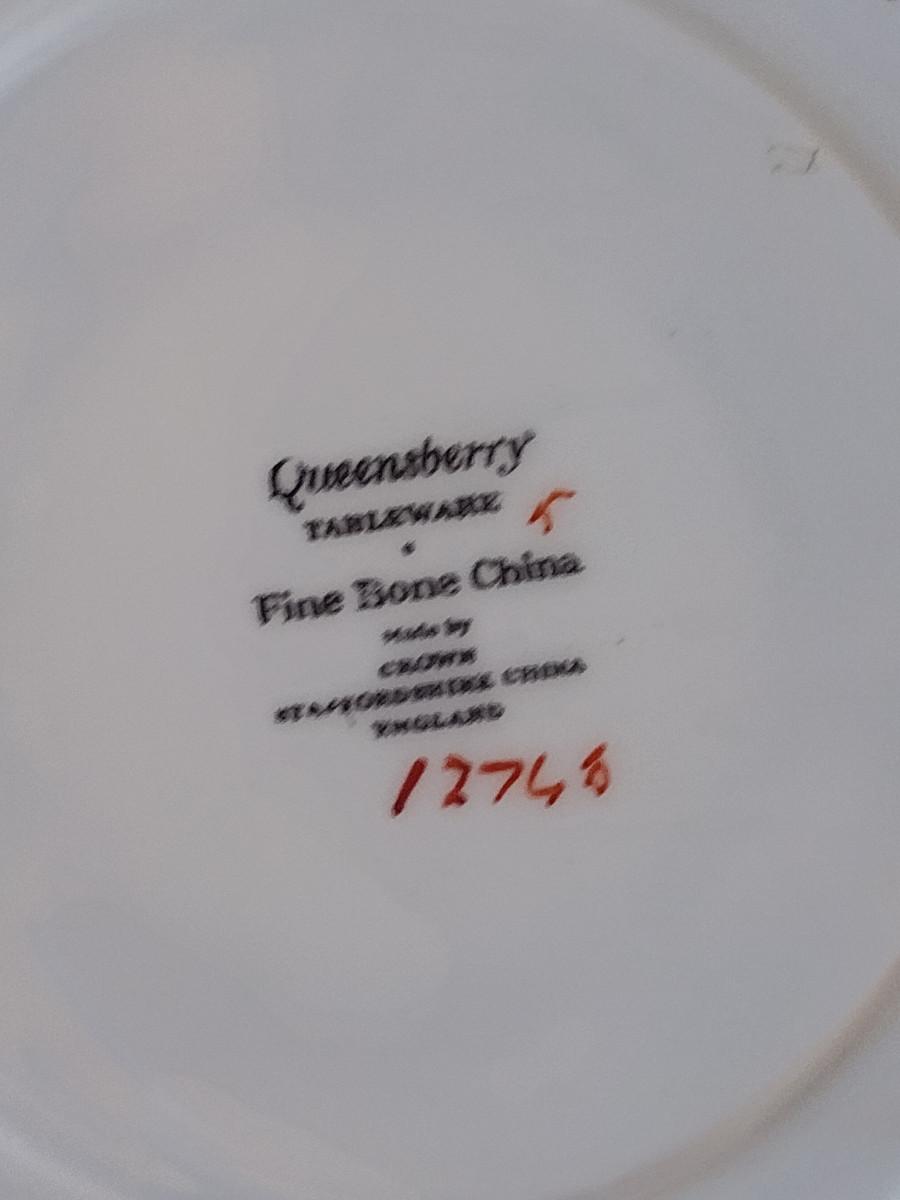 Queensberry
TABLEWARE 5
Fine Bone China
Made by
CROWN
STAFFORDSHIRE CHINA
ENGLAND
12748